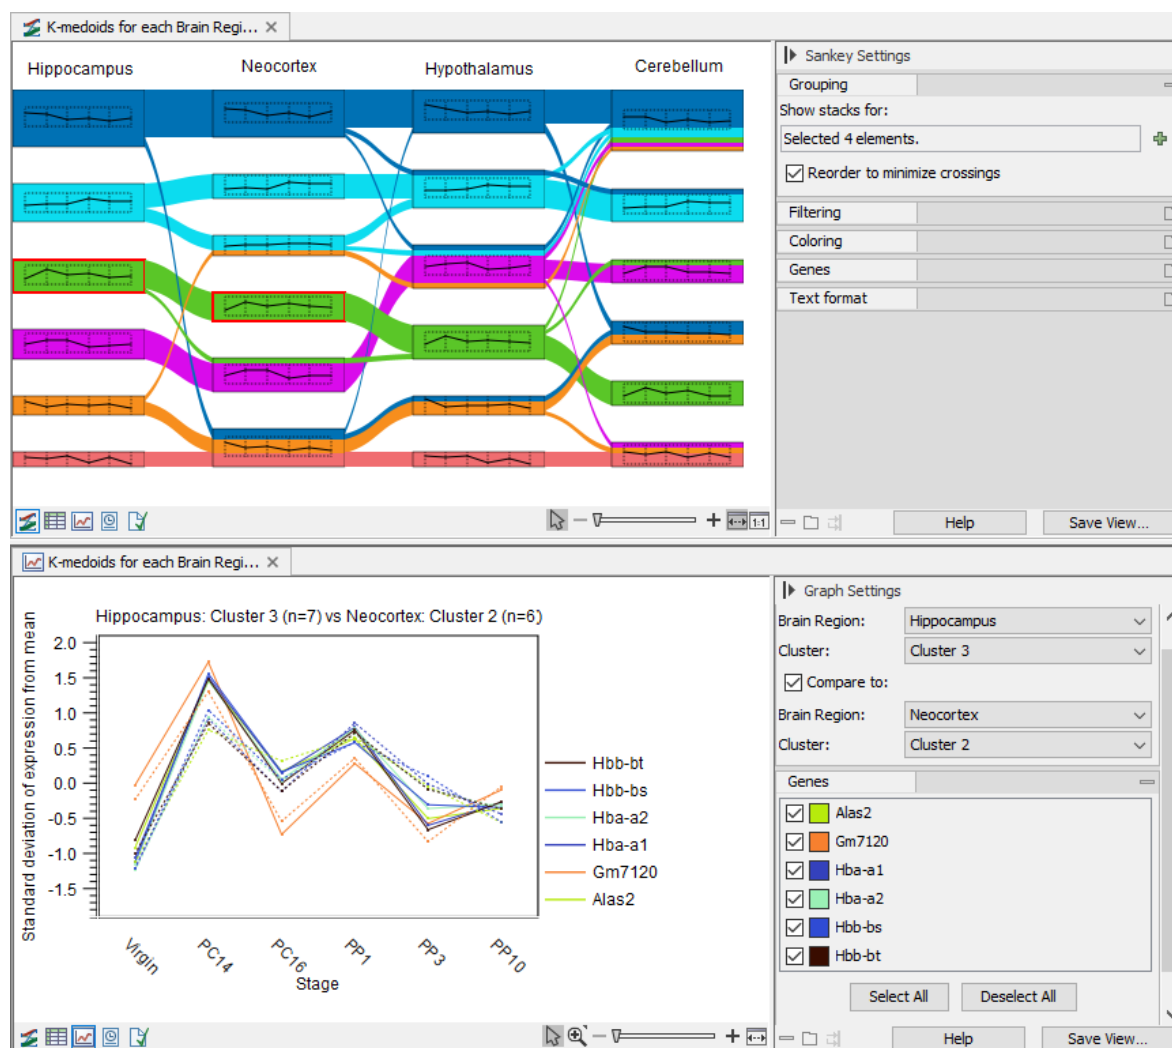 K-medoids for each Brain Regi...
Hippocampus
Neocortex
Hypothalamus
Cerebellum
Sankey Settings
Grouping
Show stacks for:
Selected 4 elements.
Reorder to minimize crossings
Filtering
Coloring
Genes
Text format
1:1
Help
Save View...
K-medoids for each Brain Regi...
Hippocampus: Cluster 3 (n=7) vs Neocortex: Cluster 2 (n=6)
Standard deviation of expression from mean
2.0
1.5
1.0
0.5
0.0
-0.5
-1.0
-1.5
Virgin
PC14
PC16
PP1
PP3
PP10
Stage
Hbb-bt
Hbb-bs
Hba-a2
Hba-a1
Gm7120
Alas2
Graph Settings
Brain Region: Hippocampus
Cluster: Cluster 3
Compare to:
Brain Region: Neocortex
Cluster: Cluster 2
Genes
Alas2
Gm7120
Hba-a1
Hba-a2
Hbb-bs
Hbb-bt
Select All
Deselect All
Help
Save View...